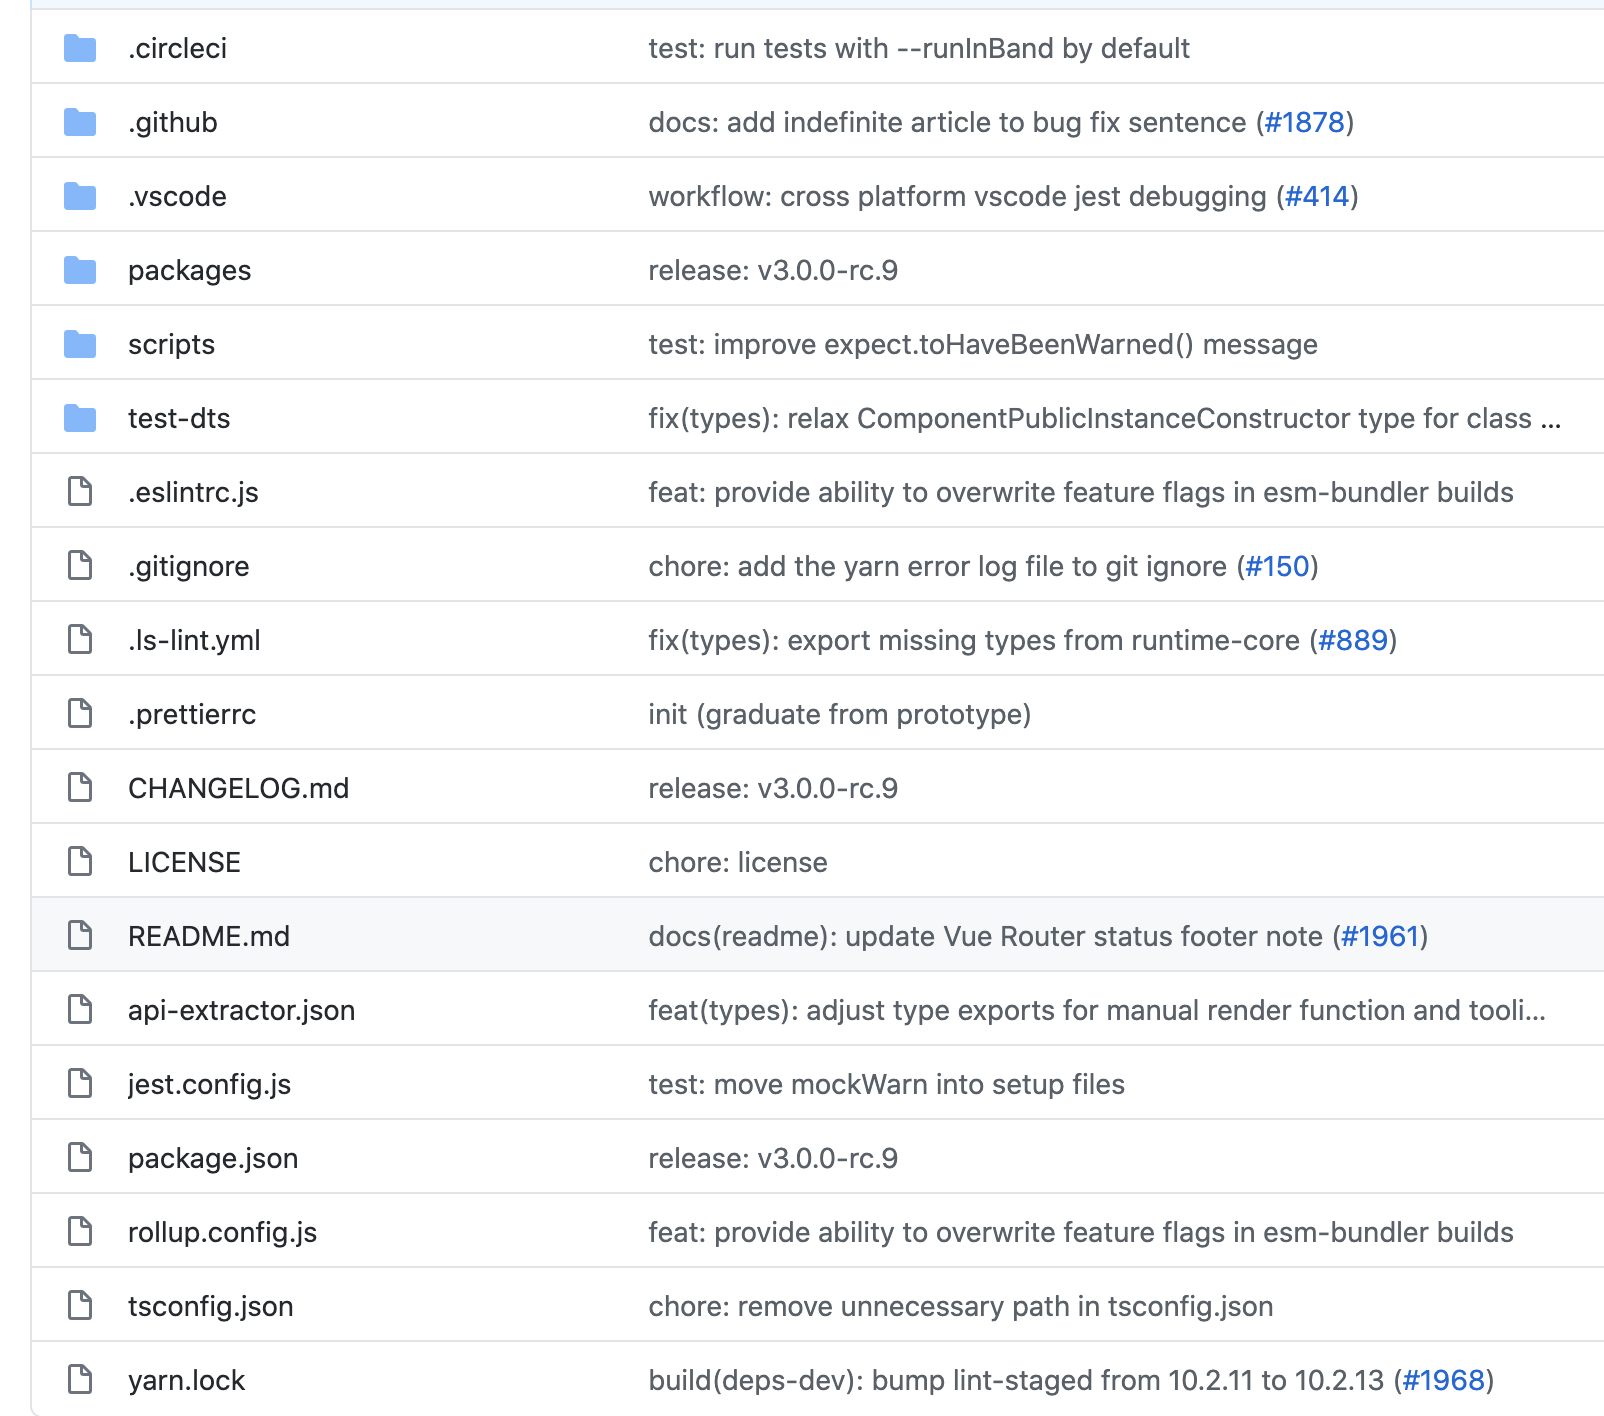 .circleci test: run tests with --runInBand by default
.github docs: add indefinite article to bug fix sentence (#1878)
.vscode workflow: cross platform vscode jest debugging (#414)
packages release: v3.0.0-rc.9
scripts test: improve expect.toHaveBeenWarned() message
test-dts fix(types): relax ComponentPublicInstanceConstructor type for class ...
.eslintrc.js feat: provide ability to overwrite feature flags in esm-bundler builds
.gitignore chore: add the yarn error log file to git ignore (#150)
.ls-lint.yml fix(types): export missing types from runtime-core (#889)
.prettierrc init (graduate from prototype)
CHANGELOG.md release: v3.0.0-rc.9
LICENSE chore: license
README.md docs(readme): update Vue Router status footer note (#1961)
api-extractor.json feat(types): adjust type exports for manual render function and tooli...
jest.config.js test: move mockWarn into setup files
package.json release: v3.0.0-rc.9
rollup.config.js feat: provide ability to overwrite feature flags in esm-bundler builds
tsconfig.json chore: remove unnecessary path in tsconfig.json
yarn.lock build(deps-dev): bump lint-staged from 10.2.11 to 10.2.13 (#1968)